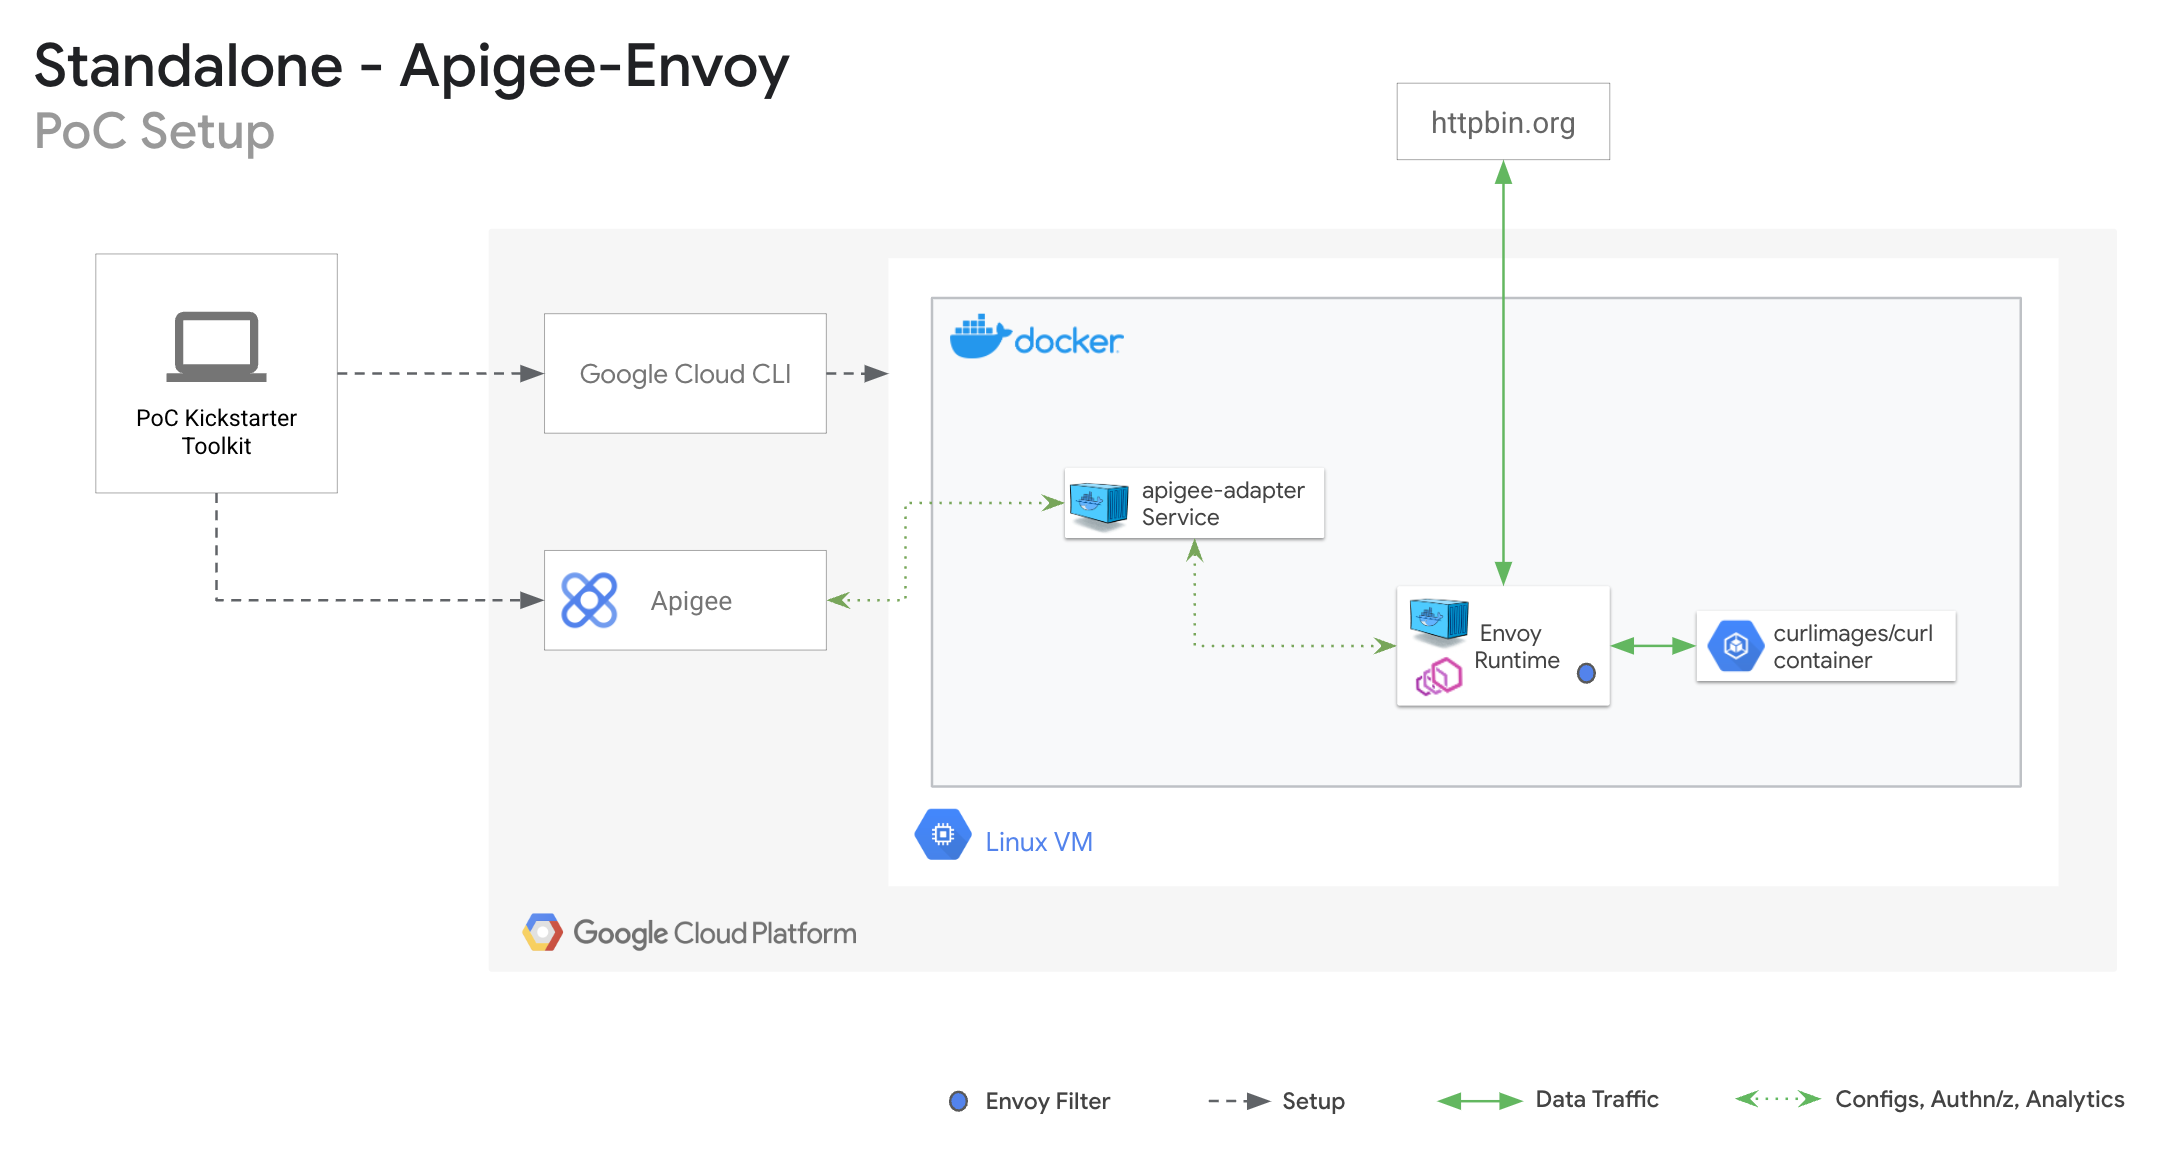 Standalone - Apigee-Envoy
PoC Setup
httpbin.org
PoC Kickstarter
Toolkit
Google Cloud CLI
docker
apigee-adapter
Service
Apigee
Envoy
Runtime
curlimages/curl
container
Linux VM
Google Cloud Platform
Envoy Filter
Setup
Data Traffic
Configs, Authn/z, Analytics